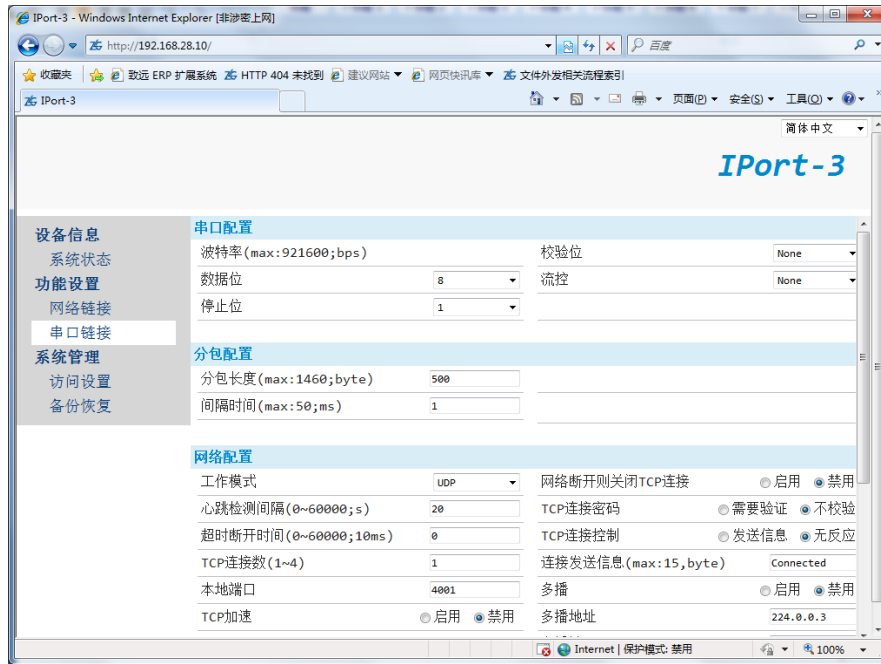 IPort-3 - Windows Internet Explorer [非涉密上网]
http://192.168.28.10/ 百度
收藏夹 致远 ERP 扩展系统 HTTP 404 未找到 建议网站 网页快讯库 文件外发相关流程索引
IPort-3 页面(P) 安全(S) 工具(O)
简体中文
IPort-3
设备信息
系统状态
功能设置
网络链接
串口链接
系统管理
访问设置
备份恢复
串口配置
波特率(max:921600;bps) 校验位 None
数据位 8 流控 None
停止位 1
分包配置
分包长度(max:1460;byte) 500
间隔时间(max:50;ms) 1
网络配置
工作模式 UDP 网络断开则关闭TCP连接 启用 禁用
心跳检测间隔(0~60000;s) 20 TCP连接密码 需要验证 不校验
超时断开时间(0~60000;10ms) 0 TCP连接控制 发送信息 无反应
TCP连接数(1~4) 1 连接发送信息(max:15,byte) Connected
本地端口 4001 多播 启用 禁用
TCP加速 启用 禁用 多播地址 224.0.0.3
Internet | 保护模式: 禁用 100%